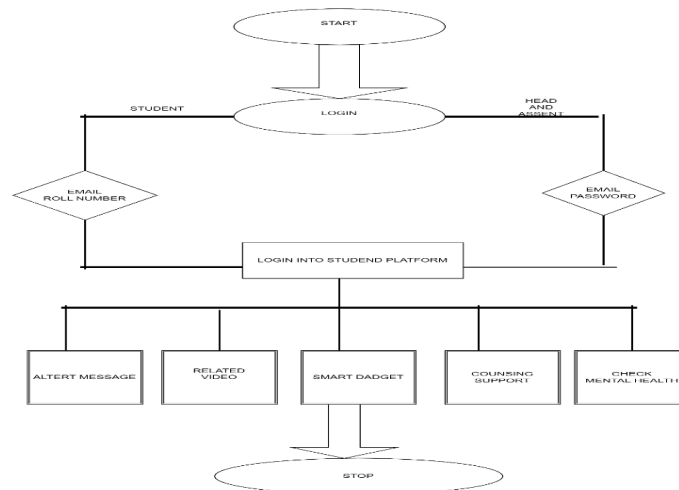 START
LOGIN
STUDENT
HEAD
AND
ASSENT
EMAIL
ROLL NUMBER
EMAIL
PASSWORD
LOGIN INTO STUDEND PLATFORM
ALTERT MESSAGE
RELATED
VIDEO
SMART DADGET
COUNSING
SUPPORT
CHECK
MENTAL HEALTH
STOP